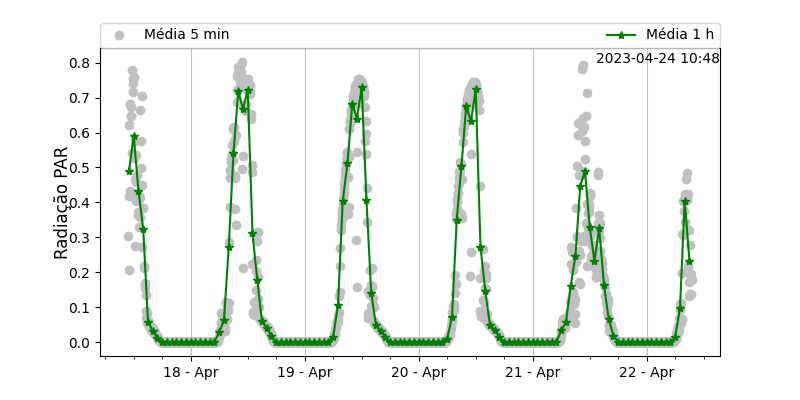 Média 5 min
Média 1 h
2023-04-24 10:48
Radiação PAR
0.8
0.7
0.6
0.5
0.4
0.3
0.2
0.1
0.0
18 - Apr
19 - Apr
20 - Apr
21 - Apr
22 - Apr